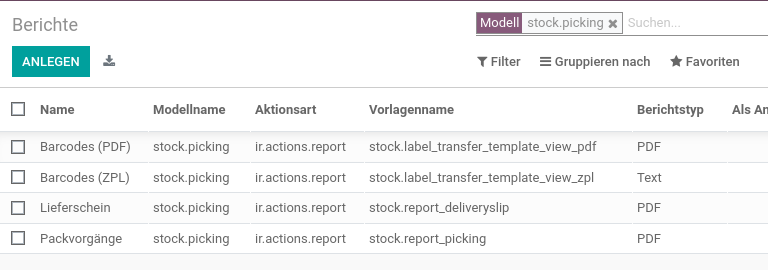 Berichte
Modell stock.picking Suchen...
ANLEGEN
Filter Gruppieren nach Favoriten
Name Modellname Aktionsart Vorlagenname Berichtstyp Als An
Barcodes (PDF) stock.picking ir.actions.report stock.label_transfer_template_view_pdf PDF
Barcodes (ZPL) stock.picking ir.actions.report stock.label_transfer_template_view_zpl Text
Lieferschein stock.picking ir.actions.report stock.report_deliveryslip PDF
Packvorgänge stock.picking ir.actions.report stock.report_picking PDF